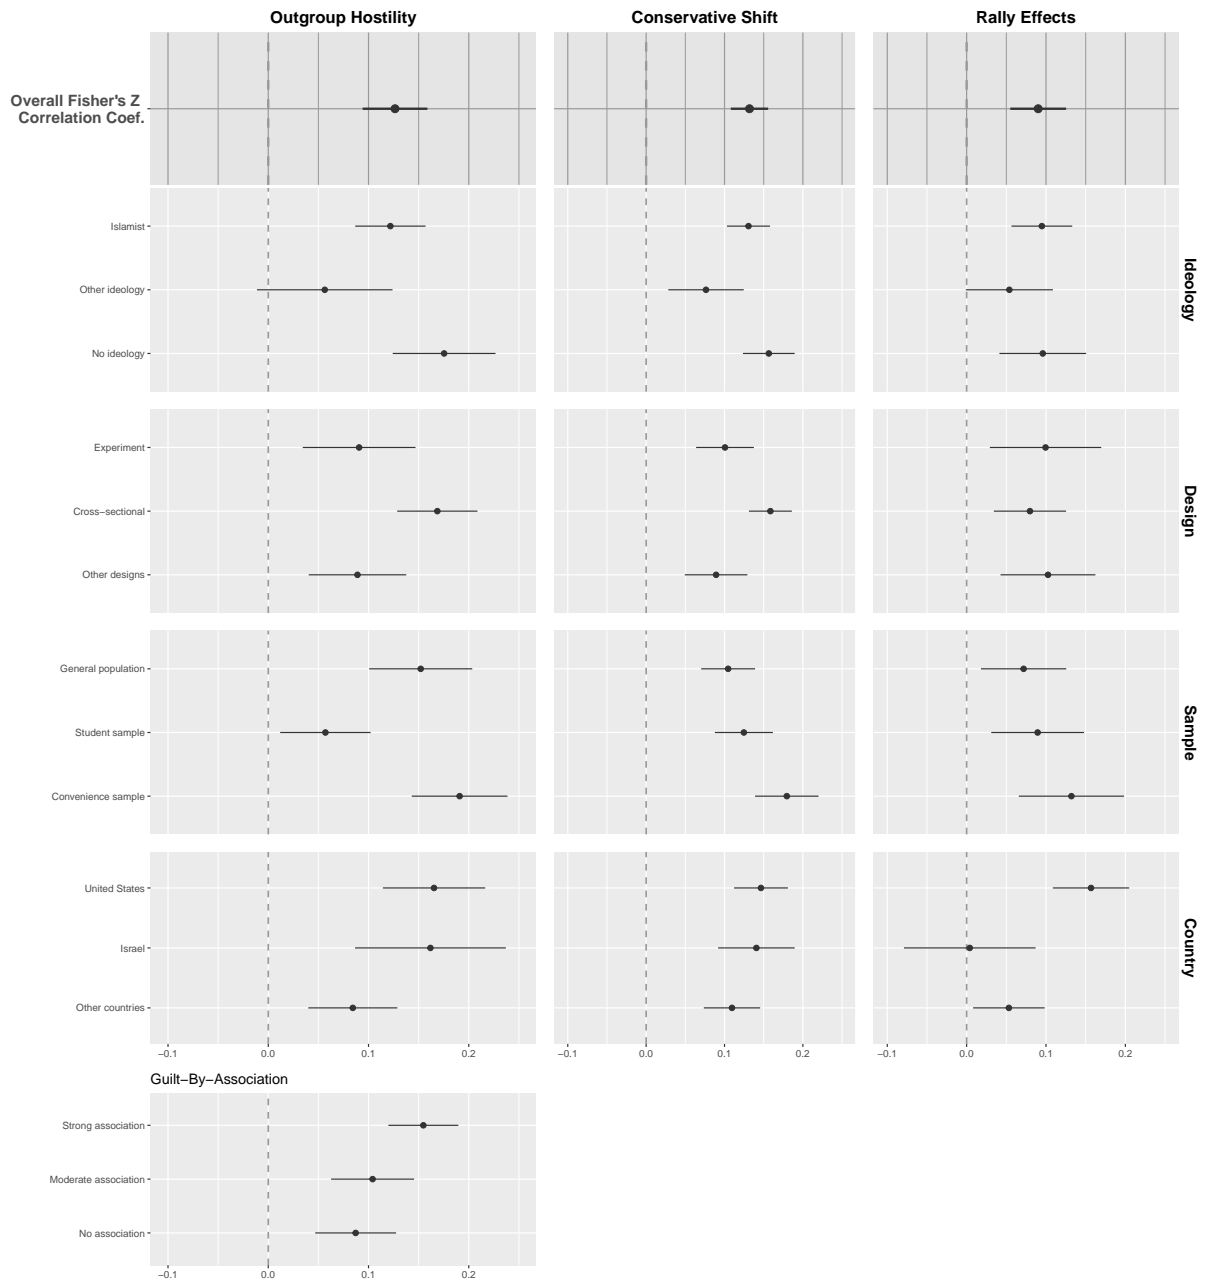 Outgroup Hostility
Conservative Shift
Rally Effects
Overall Fisher's Z
Correlation Coef.
Islamist
Other ideology
No ideology
Ideology
Experiment
Cross−sectional
Other designs
Design
General population
Student sample
Convenience sample
Sample
United States
Israel
Other countries
Country
−0.1 0.0 0.1 0.2
−0.1 0.0 0.1 0.2
−0.1 0.0 0.1 0.2
Guilt−By−Association
Strong association
Moderate association
No association
−0.1 0.0 0.1 0.2